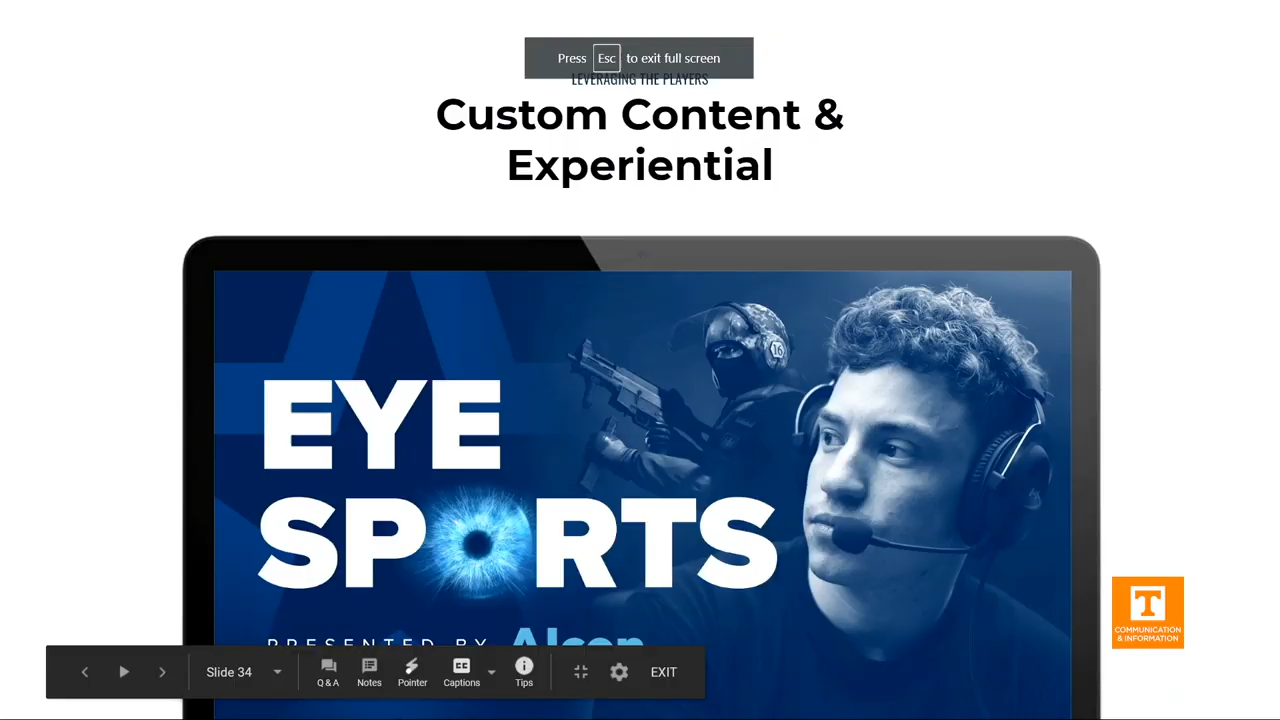 Press Esc to exit full screen
LEVERAGING THE PLAYERS
Custom Content &
Experiential
16
EYE
SPORTS
PRESENTED BY Alcon
T
COMMUNICATION
& INFORMATION
Slide 34
Q & A
Notes
Pointer
Captions
Tips
EXIT